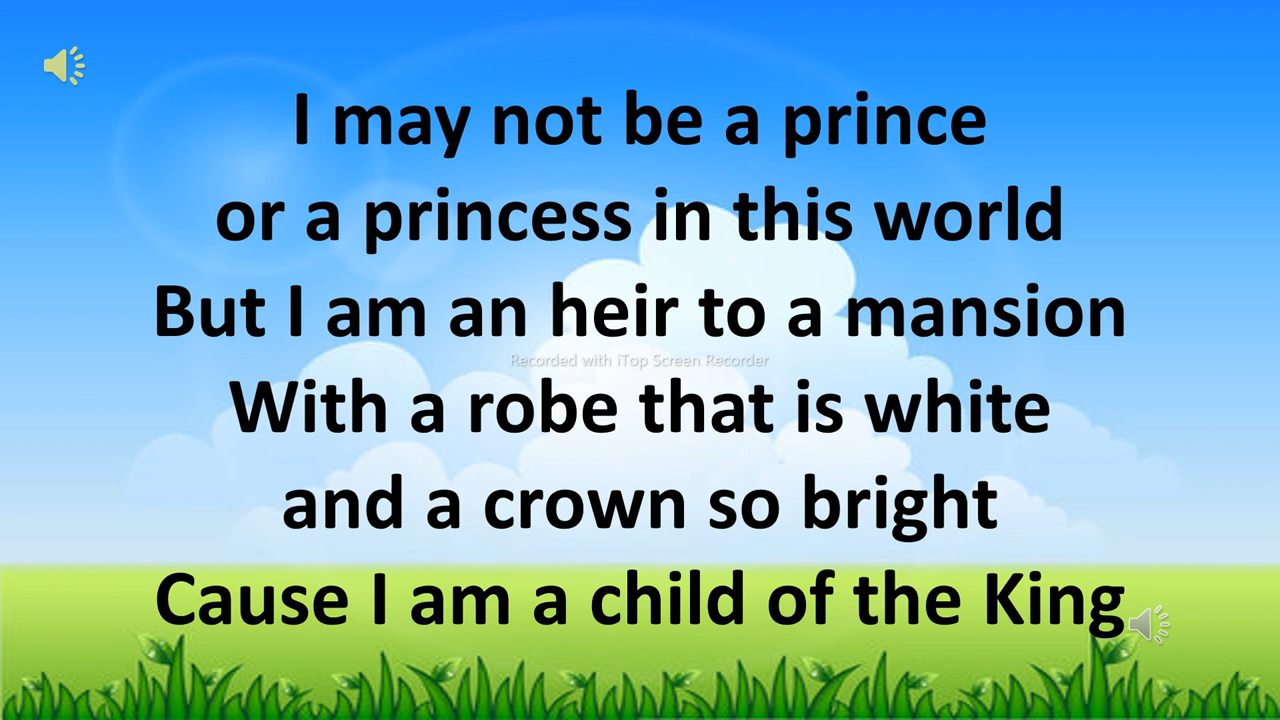 I may not be a prince
or a princess in this world
But I am an heir to a mansion
Recorded with iTop Screen Recorder
With a robe that is white
and a crown so bright
Cause I am a child of the King